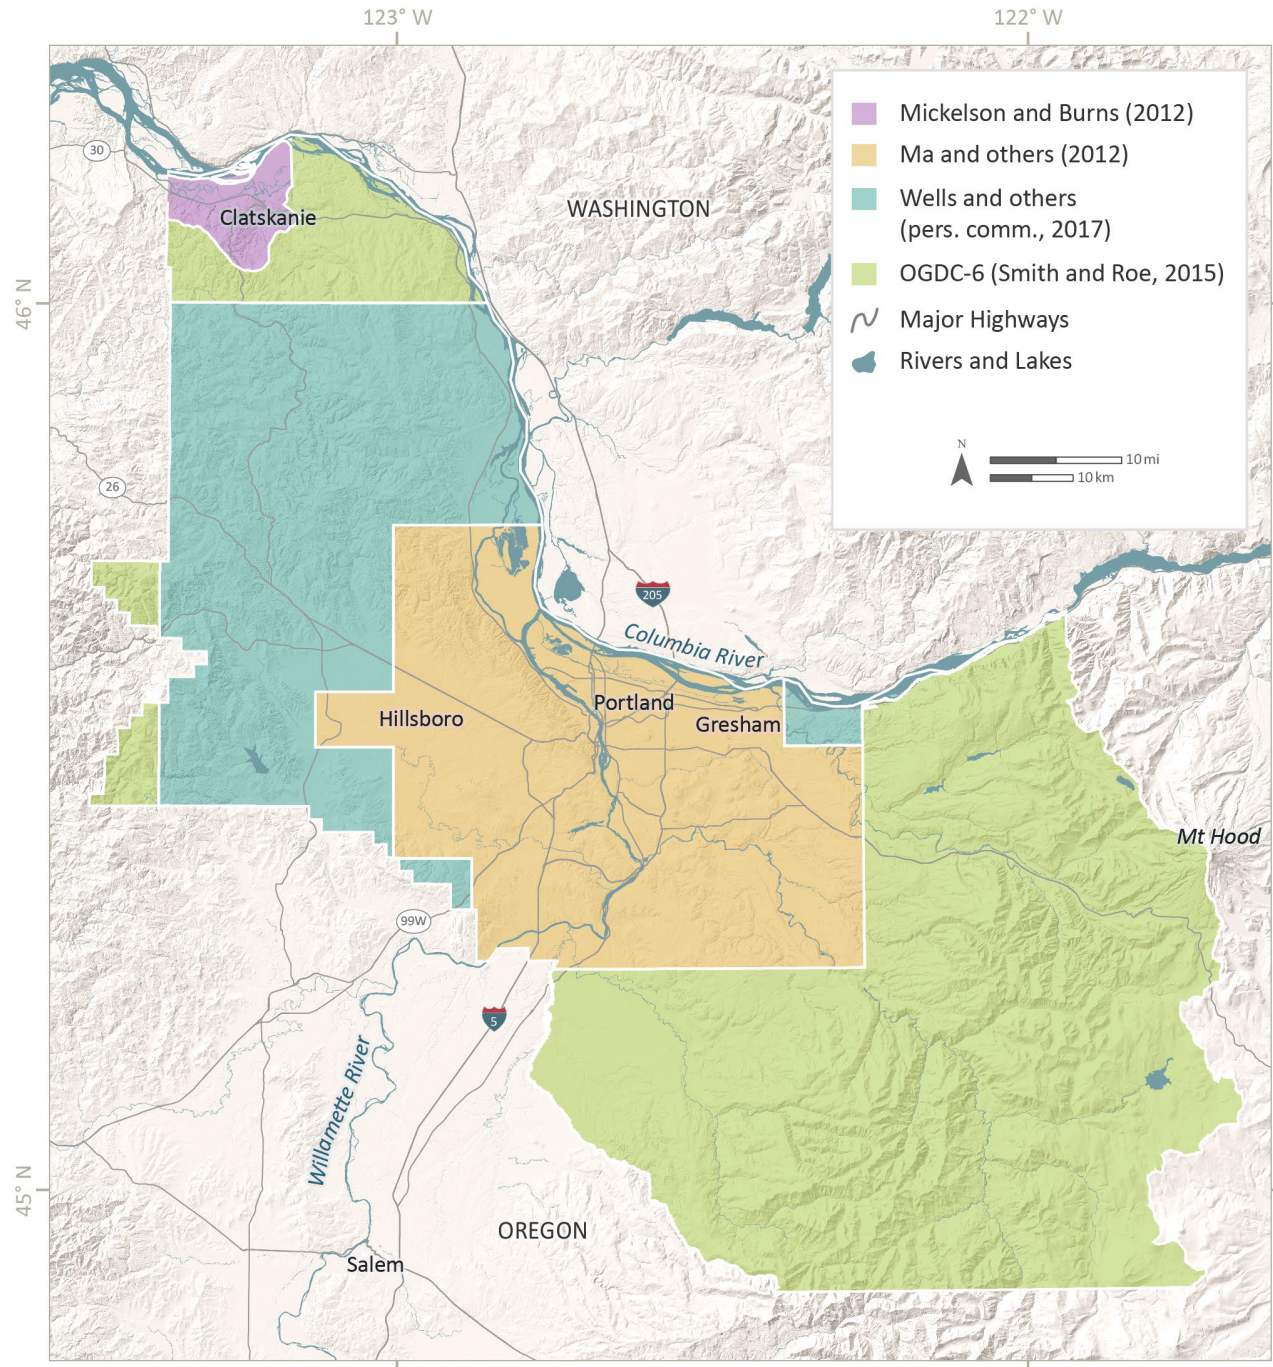 123° W
122° W
Mickelson and Burns (2012)
Ma and others (2012)
Wells and others
(pers. comm., 2017)
OGDC-6 (Smith and Roe, 2015)
Major Highways
Rivers and Lakes
N
10 mi
10 km
30
Clatskanie
WASHINGTON
46° N
26
205
Columbia River
Portland
Hillsboro
Gresham
Mt Hood
99W
5
Willamette River
45° N
OREGON
Salem